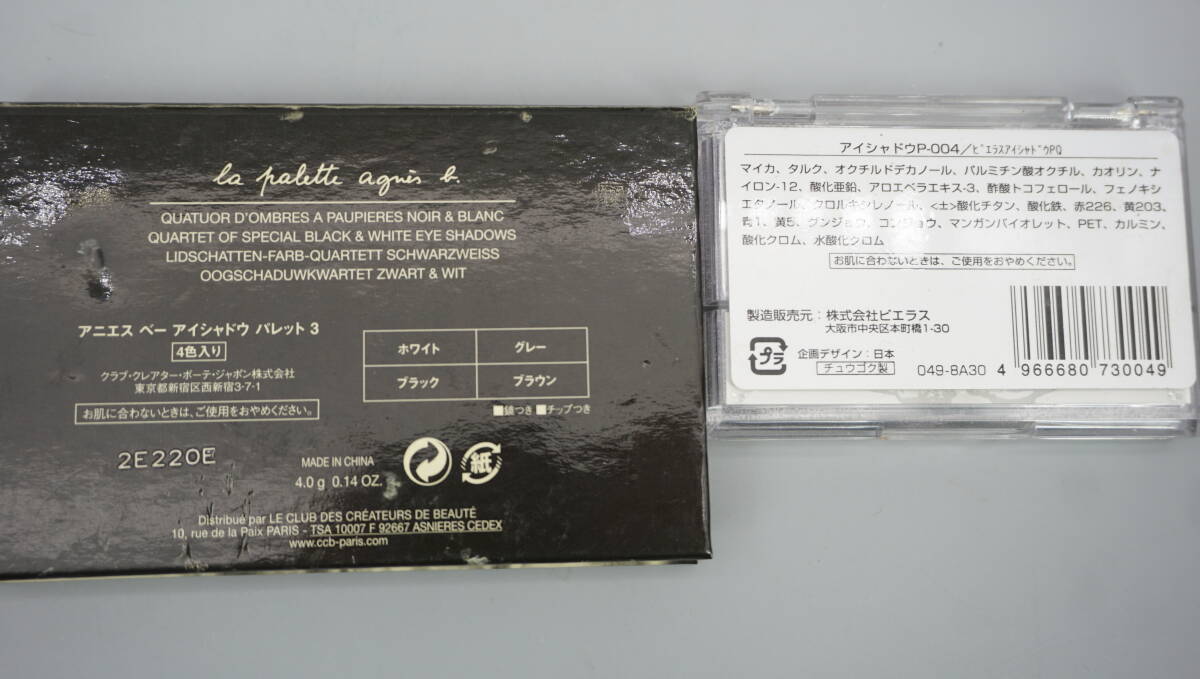 la palette agnès b.
QUATUOR D'OMBRES A PAUPIERES NOIR & BLANC
QUARTET OF SPECIAL BLACK & WHITE EYE SHADOWS
LIDSCHATTEN-FARB-QUARTETT SCHWARZWEISS
OOGSCHADUWKWARTET ZWART & WIT
アニエス ベー アイシャドウ パレット 3
4色入り
クラブ・クレアター・ボーテ・ジャポン株式会社
東京都新宿区西新宿3-7-1
お肌に合わないときは、ご使用をおやめください。
ホワイト グレー
ブラック ブラウン
■鏡つき ■チップつき
2E220E
MADE IN CHINA
4.0 g 0.14 OZ.
紙
Distribué par LE CLUB DES CRÉATEURS DE BEAUTÉ
10, rue de la Paix PARIS - TSA 10007 F 92667 ASNIERES CEDEX
www.ccb-paris.com
アイシャドウP-004/ピエラスアイシャドウPQ
マイカ、タルク、オクチルドデカノール、パルミチン酸オクチル、カオリン、ナ
イロン-12、酸化亜鉛、アロエベラエキス-3、酢酸トコフェロール、フェノキシ
エタノール、クロルキシレノール、<±>酸化チタン、酸化鉄、赤226、黄203、
青1、黄5、グンジョウ、コンジョウ、マンガンバイオレット、PET、カルミン、
酸化クロム、水酸化クロム
お肌に合わないときは、ご使用をおやめください。
製造販売元：株式会社ピエラス
大阪市中央区本町橋1-30
プラ
企画デザイン：日本
チュウゴク製
049-8A30
4 966680 730049